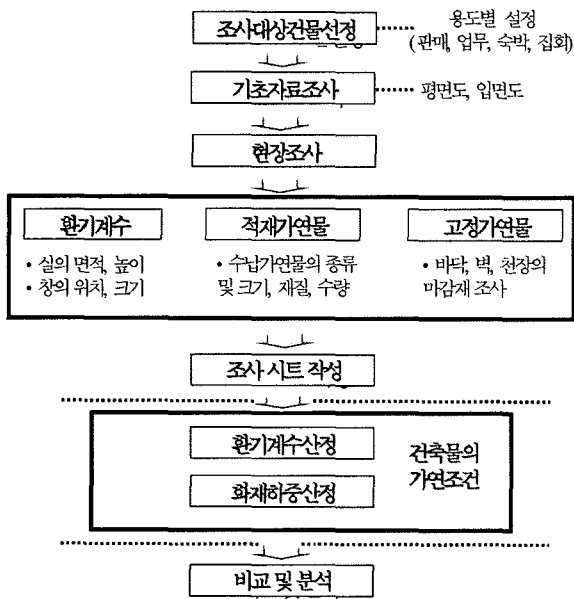 조사대상건물선정
용도별 설정
(판매, 업무, 숙박, 집회)
기초자료조사
평면도, 입면도
현장조사
환기계수
• 실의 면적, 높이
• 창의 위치, 크기
적재가연물
• 수납가연물의 종류
및 크기, 재질, 수량
고정가연물
• 바닥, 벽, 천장의
마감재 조사
조사 시트 작성
환기계수산정
화재하중산정
건축물의
가연조건
비교 및 분석